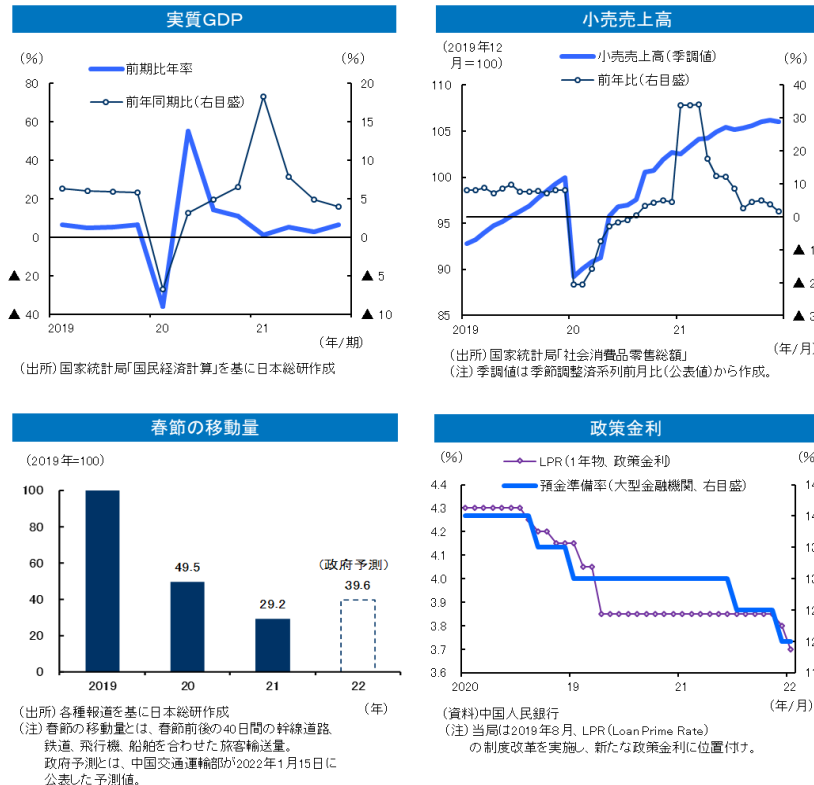 実質GDP
(%)
(%)
前期比年率
前年同期比(右目盛)
80
60
40
20
0
▲ 20
▲ 40
20
15
10
5
0
▲ 5
▲ 10
2019
20
21
(年/期)
(出所)国家統計局「国民経済計算」を基に日本総研作成
小売売上高
(2019年12
月=100)
(%)
小売売上高(季調値)
前年比(右目盛)
110
105
100
95
90
85
40
30
20
10
0
▲ 1
▲ 2
▲ 3
2019
20
21
(年/月)
(出所)国家統計局「社会消費品零售総額」
(注)季調値は季節調整済系列前月比(公表値)から作成。
春節の移動量
(2019年=100)
100
80
60
40
20
0
49.5
29.2
(政府予測)
39.6
2019
20
21
22
(年)
(出所)各種報道を基に日本総研作成
(注)春節の移動量とは、春節前後の40日間の幹線道路、
鉄道、飛行機、船舶を合わせた旅客輸送量。
政府予測とは、中国交通運輸部が2022年1月15日に
公表した予測値。
政策金利
(%)
(%
LPR(1年物、政策金利)
預金準備率(大型金融機関、右目盛)
4.4
4.3
4.2
4.1
4.0
3.9
3.8
3.7
3.6
14
14
13
13
12
12
11
2020
19
21
22
(年/月)
(資料)中国人民銀行
(注)当局は2019年8月、LPR(Loan Prime Rate)
の制度改革を実施し、新たな政策金利に位置付け。